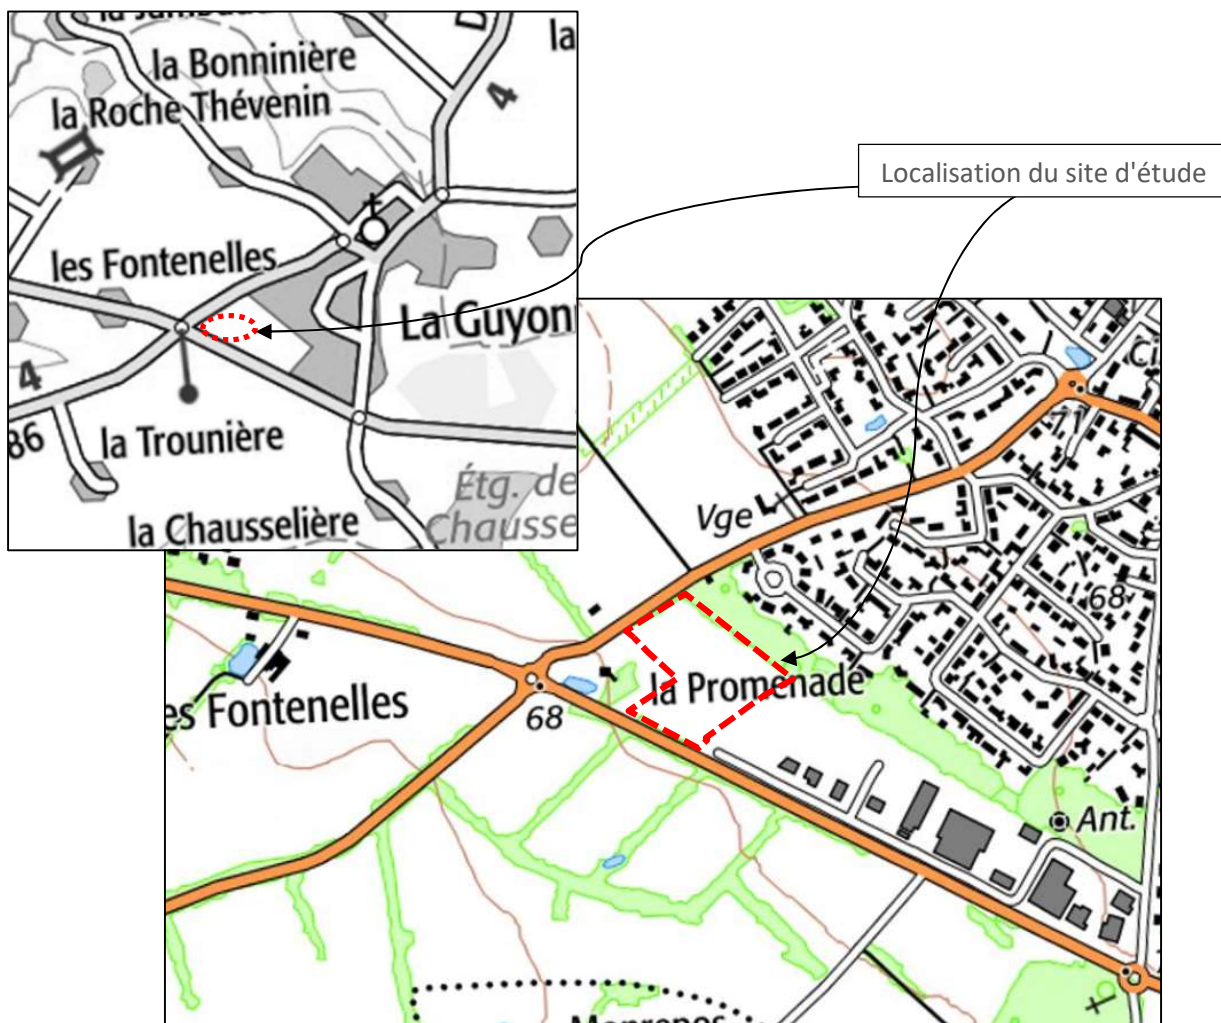 la Bonninière
la Roche Thévenin
4
la
Localisation du site d'étude
les Fontenelles
La Guyon
4
86
la Trounière
la Chausselière
Étg. de
Chausse
71
Vge
68
la Promenade
es Fontenelles
68
Ant.